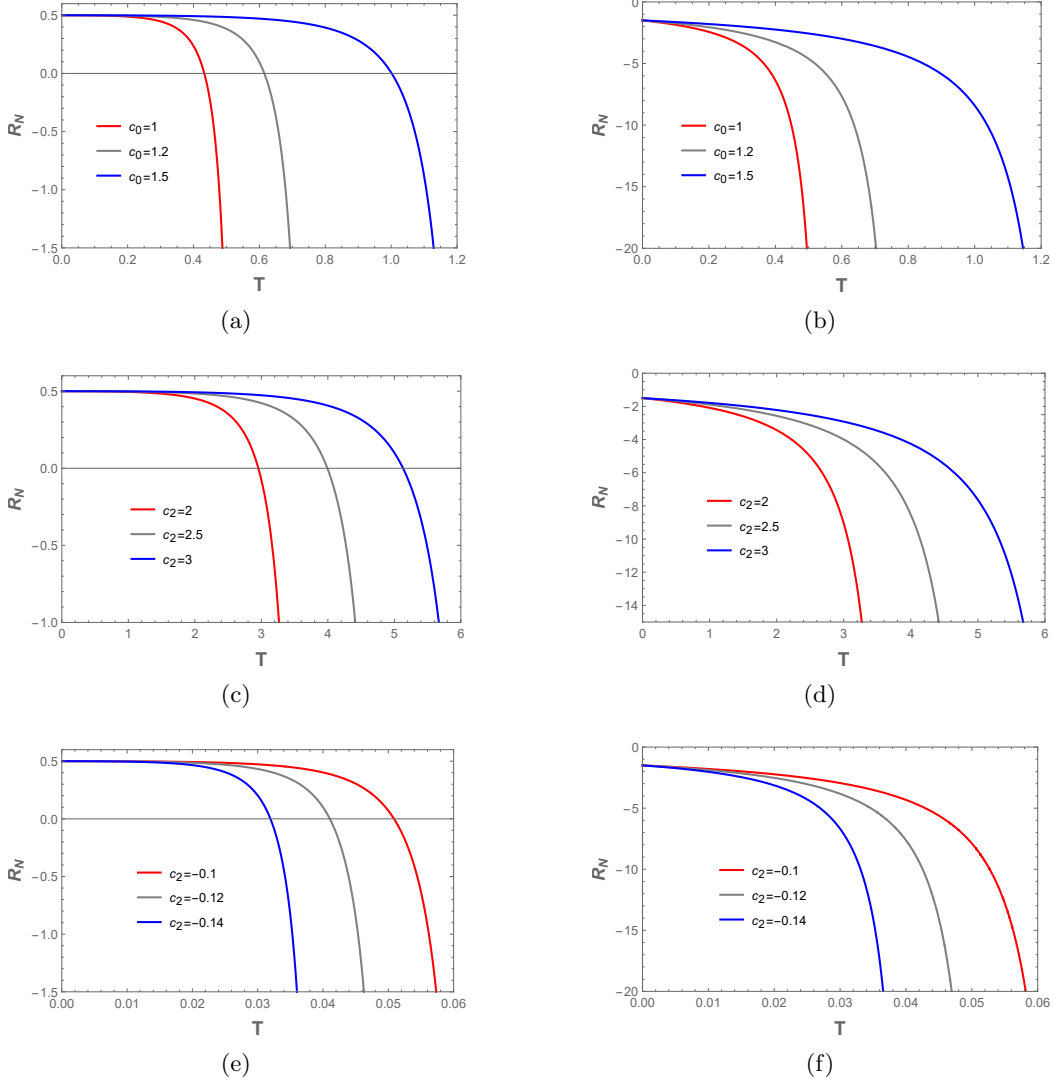 0.5
0.0
−0.5
−1.0
−1.5
R_N
c_0=1
c_0=1.2
c_0=1.5
0.0 0.2 0.4 0.6 0.8 1.0 1.2
T
(a)
0
−5
−10
−15
−20
R_N
c_0=1
c_0=1.2
c_0=1.5
0.0 0.2 0.4 0.6 0.8 1.0 1.2
T
(b)
0.5
0.0
−0.5
−1.0
R_N
c_2=2
c_2=2.5
c_2=3
0 1 2 3 4 5 6
T
(c)
0
−2
−4
−6
−8
−10
−12
−14
R_N
c_2=2
c_2=2.5
c_2=3
0 1 2 3 4 5 6
T
(d)
0.5
0.0
−0.5
−1.0
−1.5
R_N
c_2=−0.1
c_2=−0.12
c_2=−0.14
0.00 0.01 0.02 0.03 0.04 0.05 0.06
T
(e)
0
−5
−10
−15
−20
R_N
c_2=−0.1
c_2=−0.12
c_2=−0.14
0.00 0.01 0.02 0.03 0.04 0.05 0.06
T
(f)